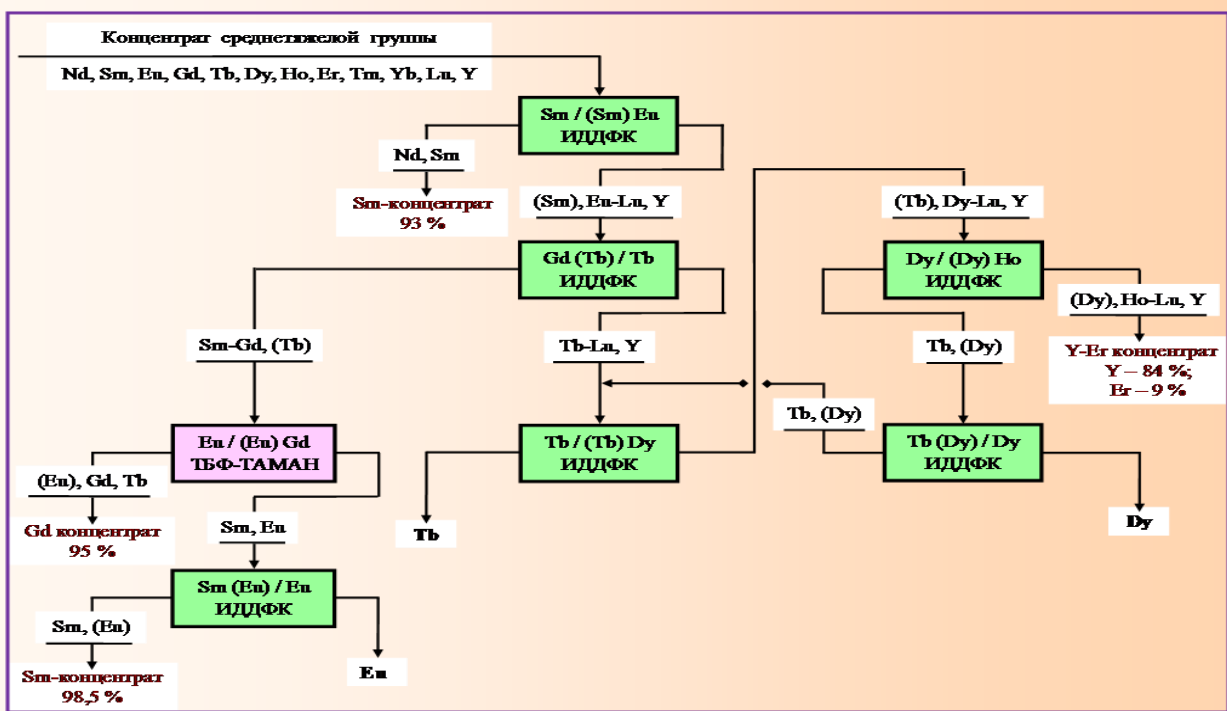 Концентрат среднетяжелой группы
Nd, Sm, Eu, Gd, Tb, Dy, Ho, Er, Tm, Yb, Lu, Y
Sm / (Sm) Eu
ИДДФК
Nd, Sm
Sm-концентрат
93 %
(Sm), Eu-Lu, Y
(Tb), Dy-Lu, Y
Gd (Tb) / Tb
ИДДФК
Dy / (Dy) Ho
ИДДФК
(Dy), Ho-Lu, Y
Sm-Gd, (Tb)
Tb-Lu, Y
Tb, (Dy)
Y-Er концентрат
Y – 84 %;
Er – 9 %
Tb, (Dy)
Eu / (Eu) Gd
ТБФ-ТАМАН
Tb / (Tb) Dy
ИДДФК
Tb (Dy) / Dy
ИДДФК
(Eu), Gd, Tb
Gd концентрат
95 %
Sm, Eu
Tb
Dy
Sm (Eu) / Eu
ИДДФК
Sm, (Eu)
Sm-концентрат
98,5 %
Eu